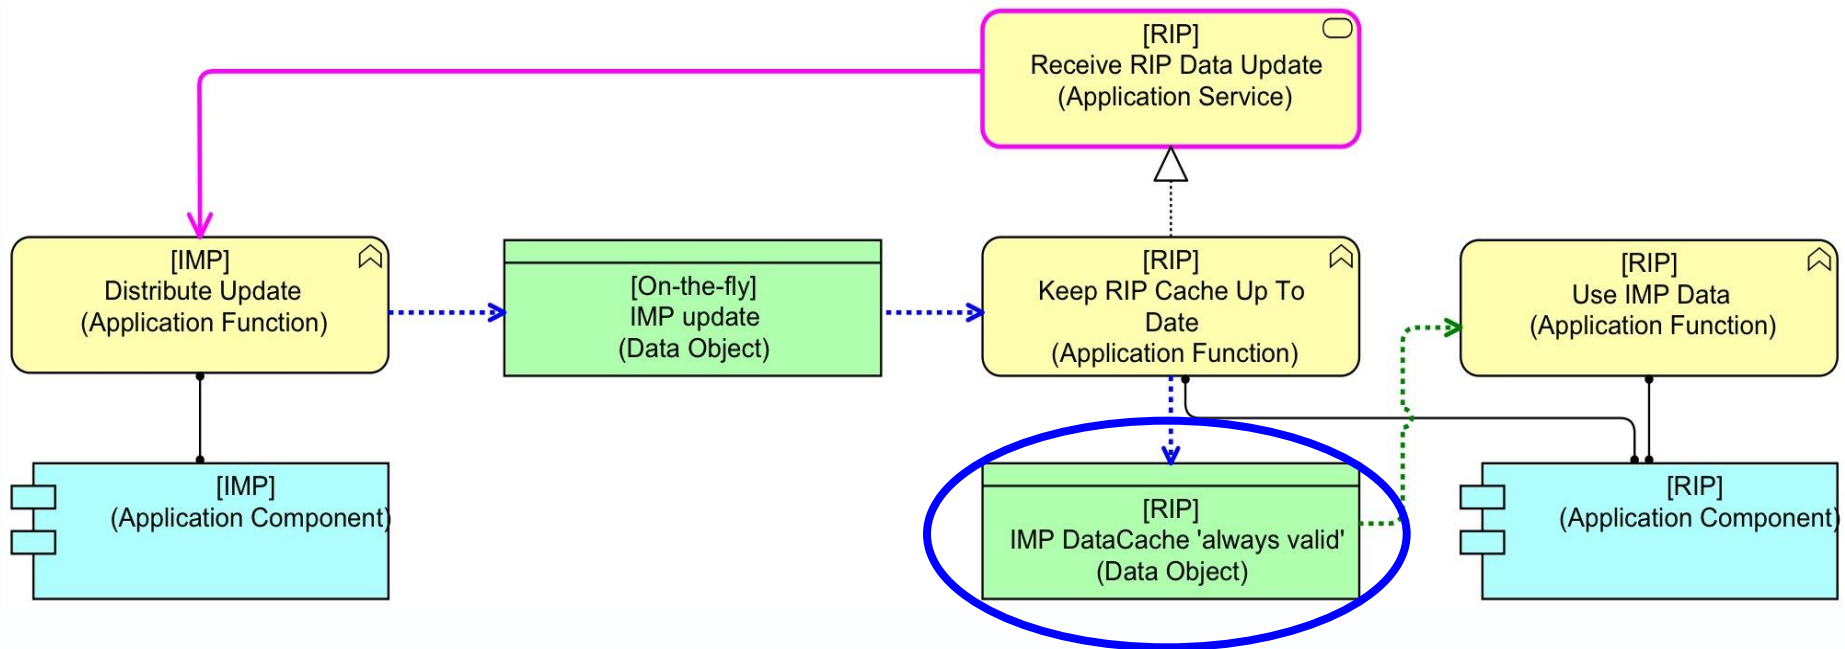 [RIP]
Receive RIP Data Update
(Application Service)
[IMP]
Distribute Update
(Application Function)
[On-the-fly]
IMP update
(Data Object)
[RIP]
Keep RIP Cache Up To
Date
(Application Function)
[RIP]
Use IMP Data
(Application Function)
[IMP]
(Application Component)
[RIP]
IMP DataCache 'always valid'
(Data Object)
[RIP]
(Application Component)